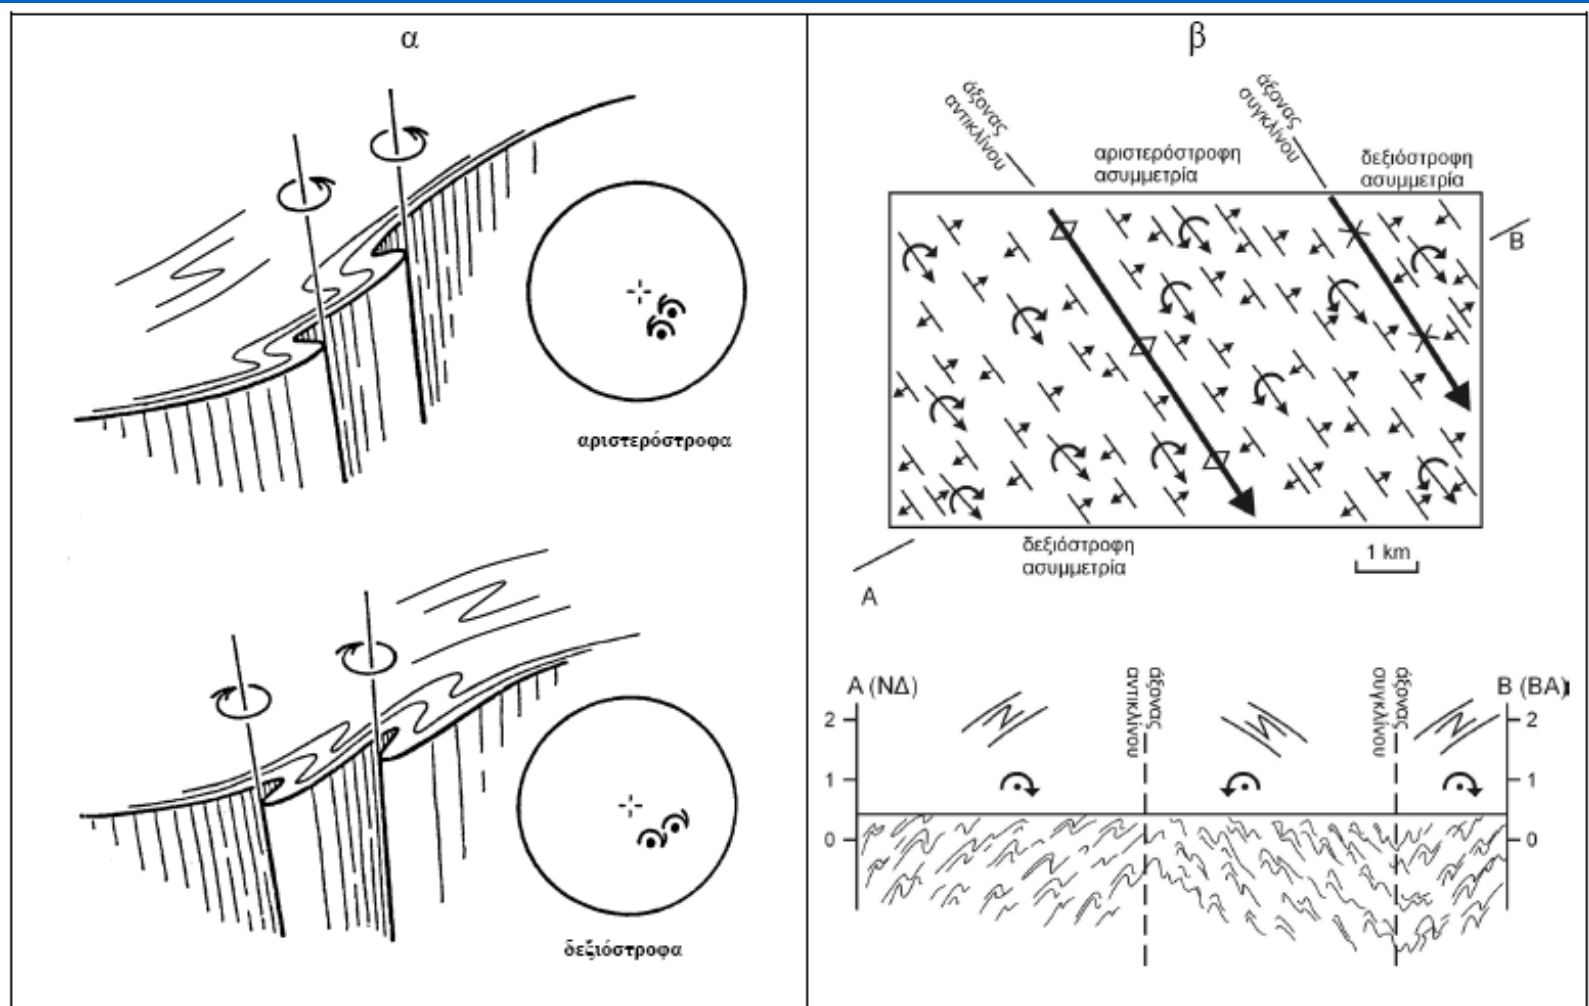 α
αριστερόστροφα
δεξιόστροφα
β
άξονας
αντικλίνου
αριστερόστροφη
ασυμμετρία
άξονας
συγκλίνου
δεξιόστροφη
ασυμμετρία
B
δεξιόστροφη
ασυμμετρία
1 km
A
A (ΝΔ)
άξονας
αντικλίνου
άξονας
συγκλίνου
B (BA)
2
2
1
1
0
0